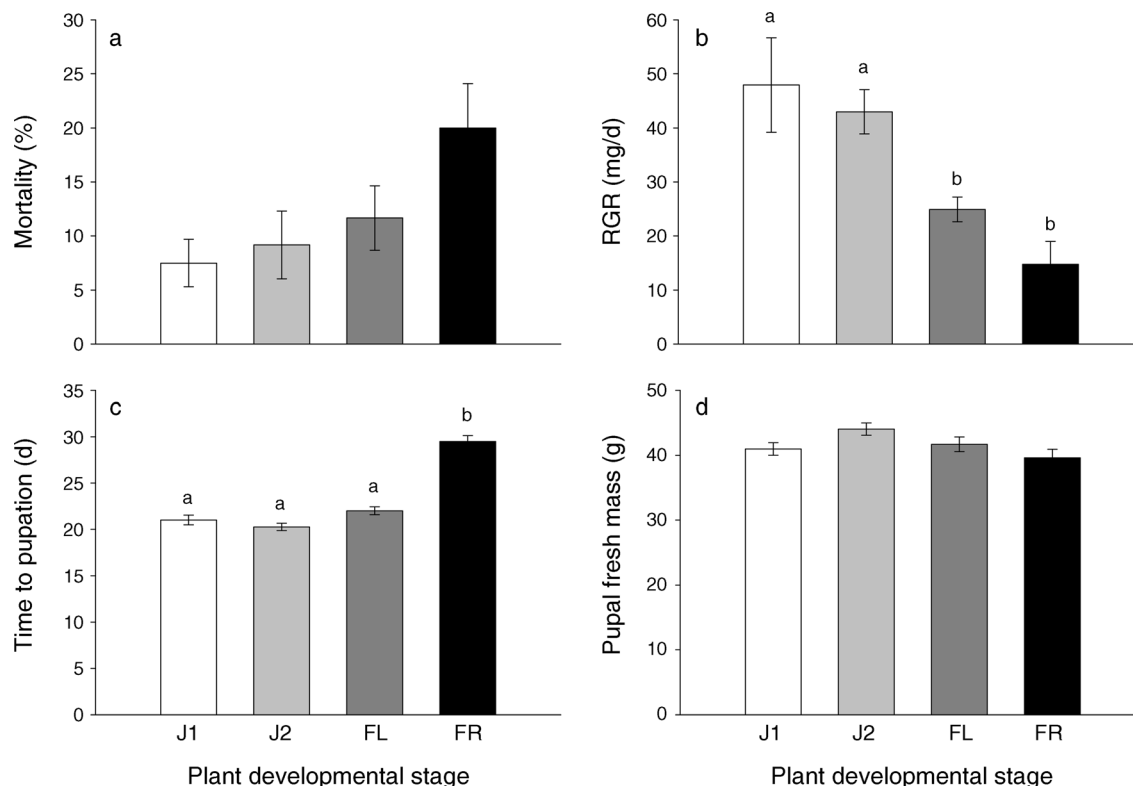 a
Mortality (%)
30
25
20
15
10
5
0
b
RGR (mg/d)
60
50
40
30
20
10
0
a
a
b
b
c
Time to pupation (d)
35
30
25
20
15
10
5
0
a
a
a
b
J1 J2 FL FR
Plant developmental stage
d
Pupal fresh mass (g)
50
40
30
20
10
0
J1 J2 FL FR
Plant developmental stage